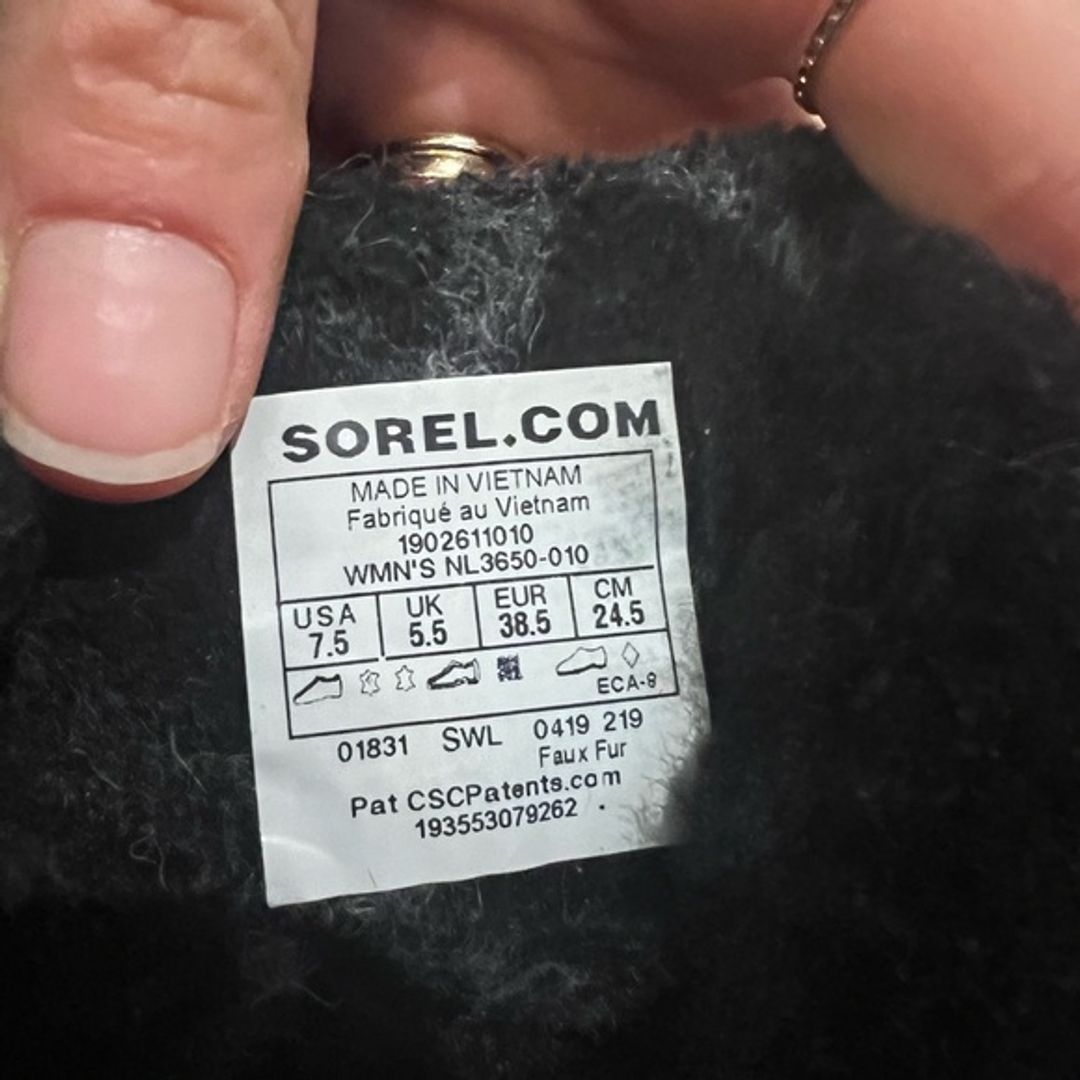 SOREL.COM
MADE IN VIETNAM
Fabriqué au Vietnam
1902611010
WMN'S NL3650-010
USA UK EUR CM
7.5 5.5 38.5 24.5
ECA-8
01831 SWL 0419 219
Faux Fur
Pat CSCPatents.com
193553079262